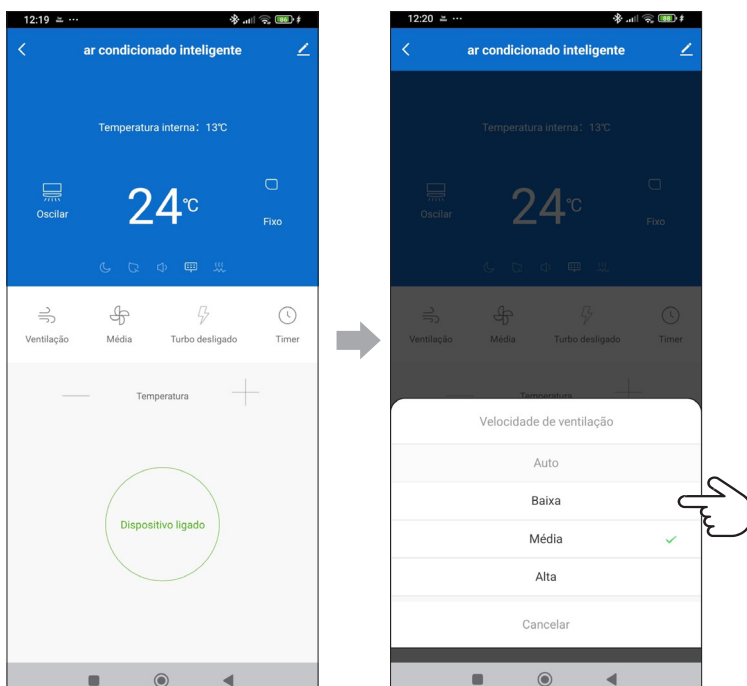 12:19
ar condicionado inteligente
Temperatura interna: 13℃
24℃
Oscilar
Fixo
Ventilação
Média
Turbo desligado
Timer
Temperatura
Dispositivo ligado
12:20
ar condicionado inteligente
Temperatura interna: 13℃
24℃
Oscilar
Fixo
Ventilação
Média
Turbo desligado
Timer
Temperatura
Velocidade de ventilação
Auto
Baixa
Média
Alta
Cancelar